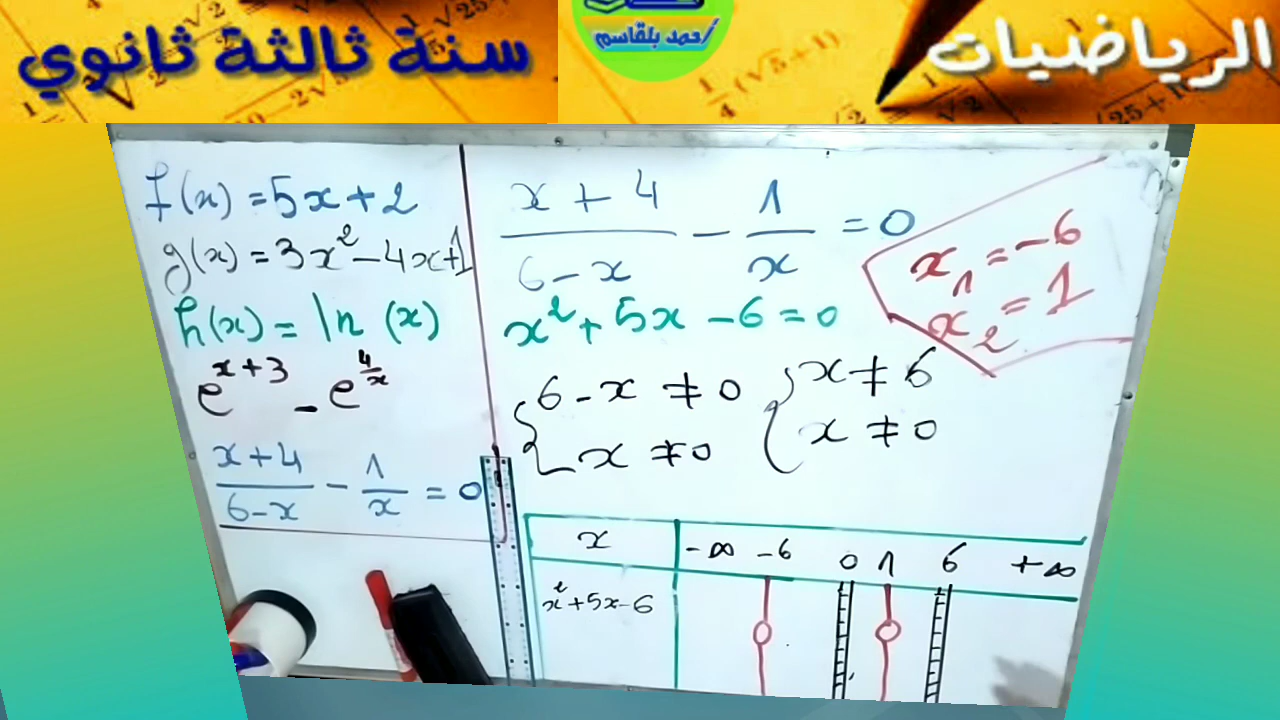 الرياضيات
أحمد بلقاسم
سنة ثالثة ثانوي
f(x) = 5x + 2
g(x) = 3x² - 4x + 1
h(x) = ln (x)
e^(x+3) - e^(4/x)
(x+4)/(6-x) - 1/x = 0
(x+4)/(6-x) - 1/x = 0
x² + 5x - 6 = 0
x₁ = -6
x₂ = 1
{ 6 - x ≠ 0 { x ≠ 6
{ x ≠ 0 { x ≠ 0
x -∞ -6 0 1 6 +∞
x² + 5x - 6